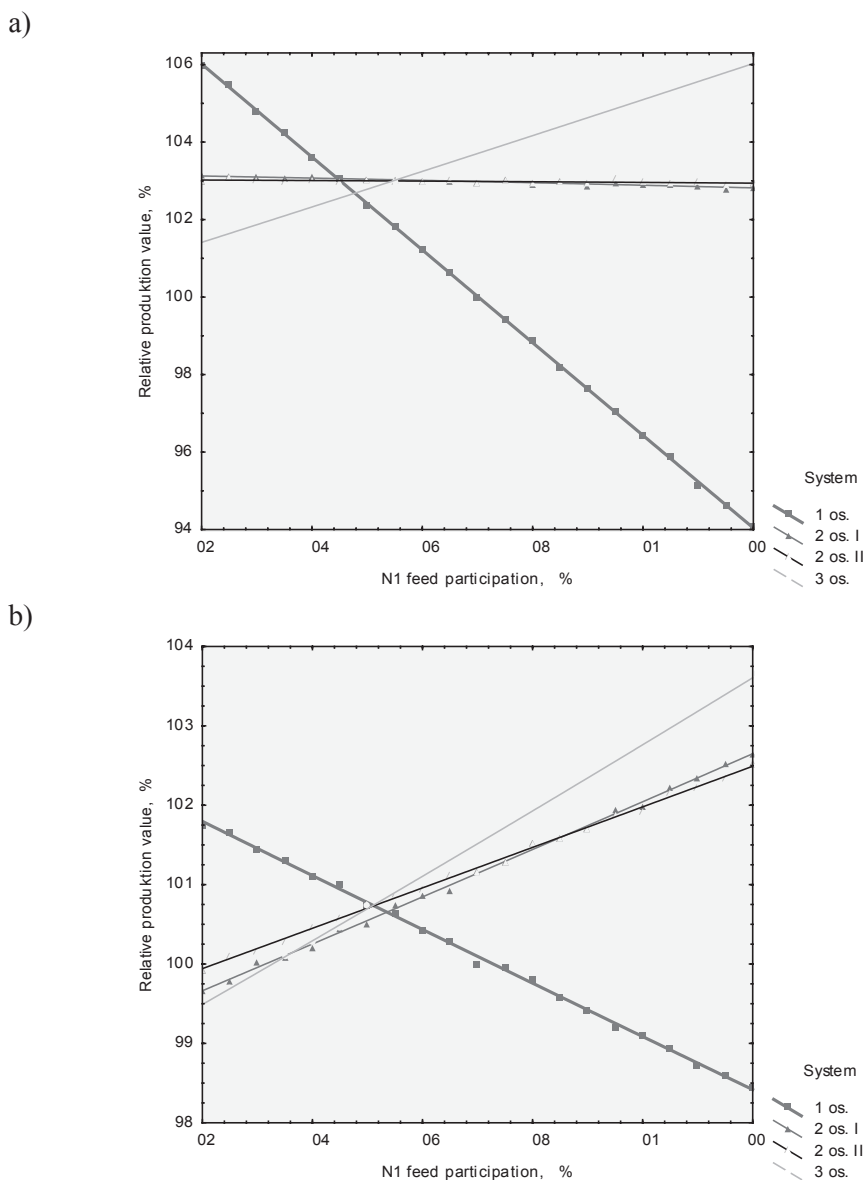 a)
106
104
102
100
98
96
94
Relative produktion value, %
02 04 06 08 01 00
N1 feed participation, %
System
1 os.
2 os. I
2 os. II
3 os.
b)
104
103
102
101
100
99
98
Relative produktion value, %
02 04 06 08 01 00
N1 feed participation, %
System
1 os.
2 os. I
2 os. II
3 os.